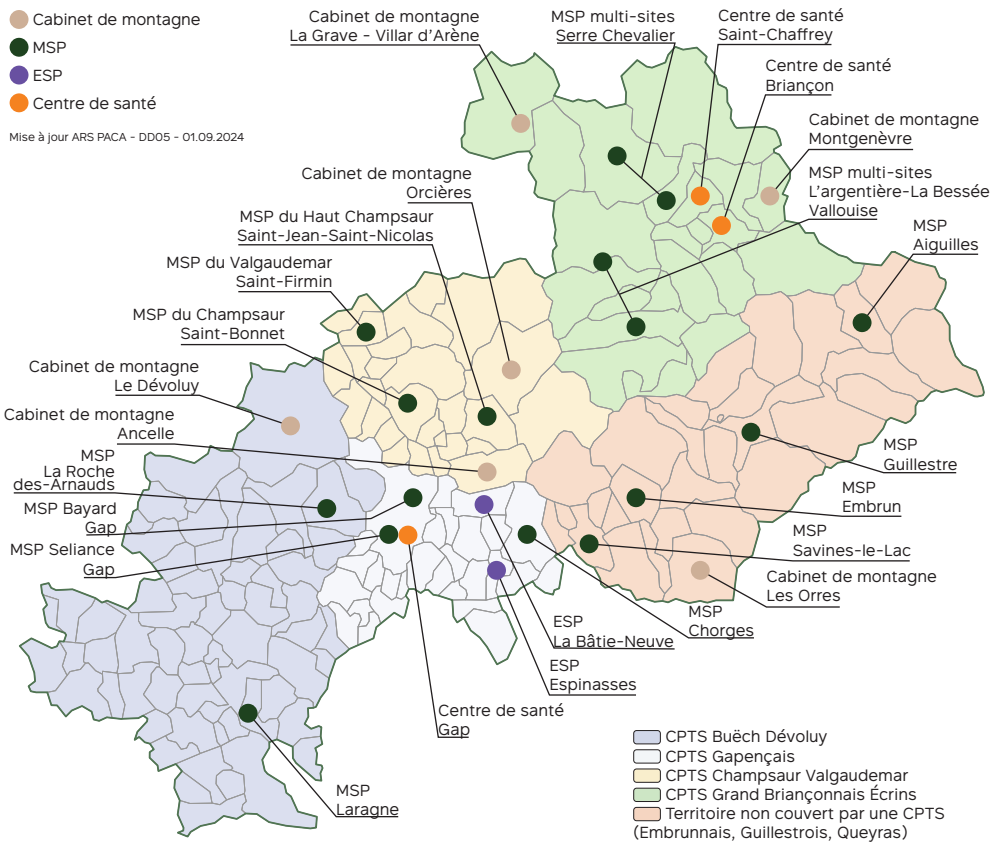 Cabinet de montagne
MSP
ESP
Centre de santé
Mise à jour ARS PACA - DD05 - 01.09.2024
Cabinet de montagne
La Grave - Villar d'Arène
MSP multi-sites
Serre Chevalier
Centre de santé
Saint-Chaffrey
Centre de santé
Briançon
Cabinet de montagne
Montgenèvre
MSP multi-sites
L'argentière-La Bessée
Vallouise
MSP
Aiguilles
Cabinet de montagne
Orcières
MSP du Haut Champsaur
Saint-Jean-Saint-Nicolas
MSP du Valgaudemar
Saint-Firmin
MSP du Champsaur
Saint-Bonnet
Cabinet de montagne
Le Dévoluy
Cabinet de montagne
Ancelle
MSP
La Roche
des-Arnauds
MSP Bayard
Gap
MSP Seliance
Gap
MSP
Guillestre
MSP
Embrun
MSP
Savines-le-Lac
Cabinet de montagne
Les Orres
MSP
Chorges
ESP
La Bâtie-Neuve
ESP
Espinasses
Centre de santé
Gap
MSP
Laragne
CPTS Buëch Dévoluy
CPTS Gapençais
CPTS Champsaur Valgaudemar
CPTS Grand Briançonnais Écrins
Territoire non couvert par une CPTS
(Embrunnais, Guillestrois, Queyras)